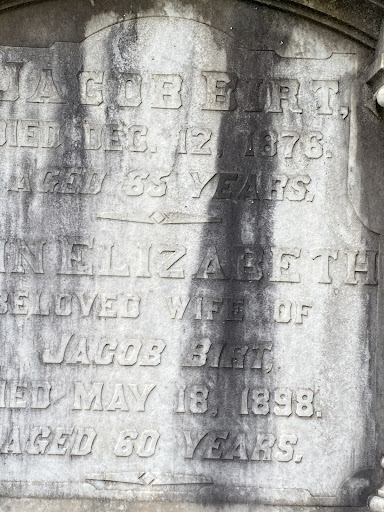 JACOB BIRT,
DIED DEC. 12, 1876.
AGED 65 YEARS.
ELIZABETH
BELOVED WIFE OF
JACOB BIRT,
DIED MAY 18, 1898.
AGED 60 YEARS.